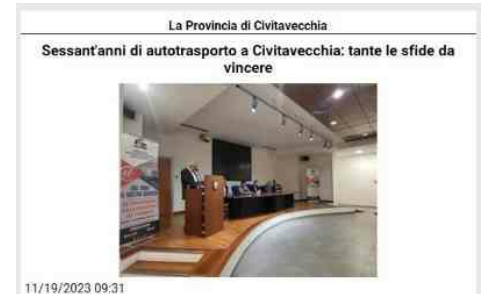 La Provincia di Civitavecchia
Sessant'anni di autotrasporto a Civitavecchia: tante le sfide da
vincere
11/19/2023 09:31